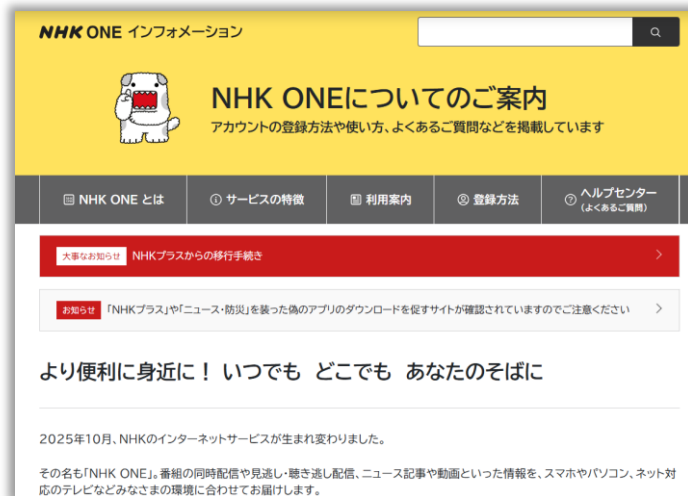 NHK ONE インフォメーション
NHK ONEについてのご案内
アカウントの登録方法や使い方、よくあるご質問などを掲載しています
NHK ONE とは
サービスの特徴
利用案内
登録方法
ヘルプセンター
(よくあるご質問)
大事なお知らせ NHKプラスからの移行手続き
お知らせ 「NHKプラス」や「ニュース・防災」を装った偽のアプリのダウンロードを促すサイトが確認されていますのでご注意ください
より便利に身近に！ いつでも どこでも あなたのそばに
2025年10月、NHKのインターネットサービスが生まれ変わりました。
その名も「NHK ONE」。番組の同時配信や見逃し・聴き逃し配信、ニュース記事や動画といった情報を、スマホやパソコン、ネット対
応のテレビなどみなさまの環境に合わせてお届けします。